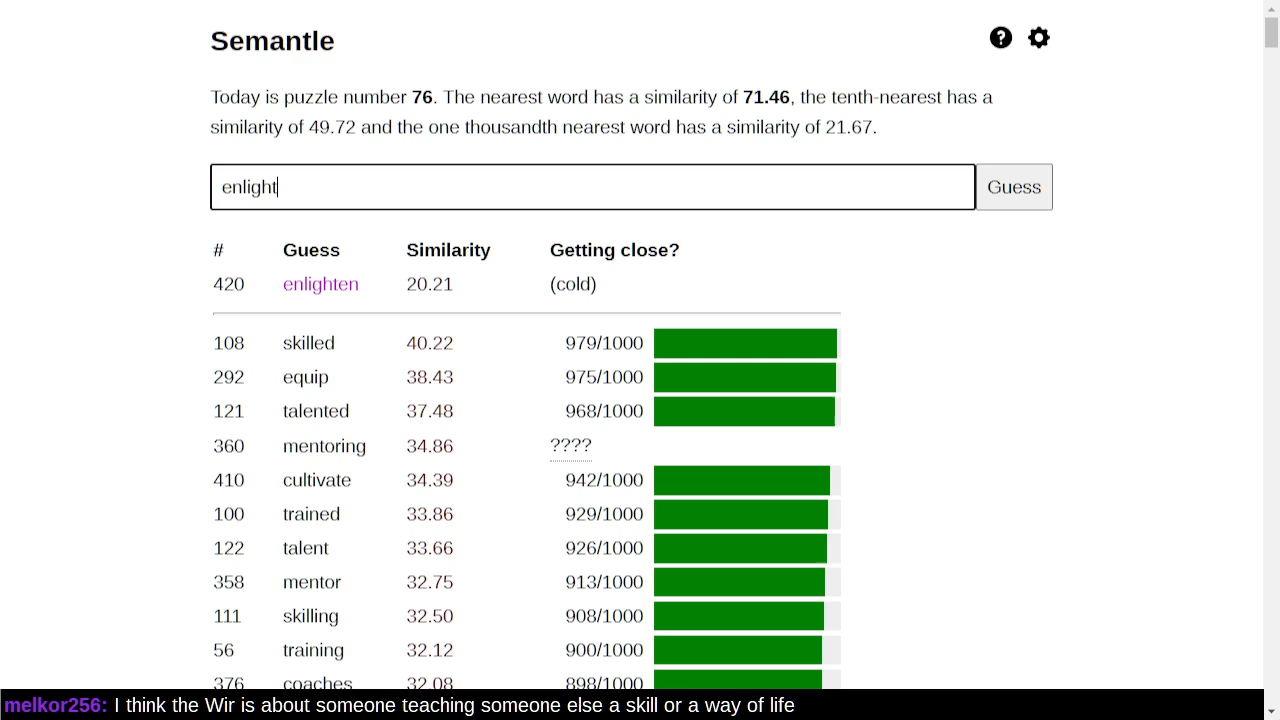 Semantle
Today is puzzle number 76. The nearest word has a similarity of 71.46, the tenth-nearest has a
similarity of 49.72 and the one thousandth nearest word has a similarity of 21.67.
enlight Guess
# Guess Similarity Getting close?
420 enlighten 20.21 (cold)
108 skilled 40.22 979/1000
292 equip 38.43 975/1000
121 talented 37.48 968/1000
360 mentoring 34.86 ????
410 cultivate 34.39 942/1000
100 trained 33.86 929/1000
122 talent 33.66 926/1000
358 mentor 32.75 913/1000
111 skilling 32.50 908/1000
56 training 32.12 900/1000
376 coaches 32.08 898/1000
melkor256: I think the Wir is about someone teaching someone else a skill or a way of life